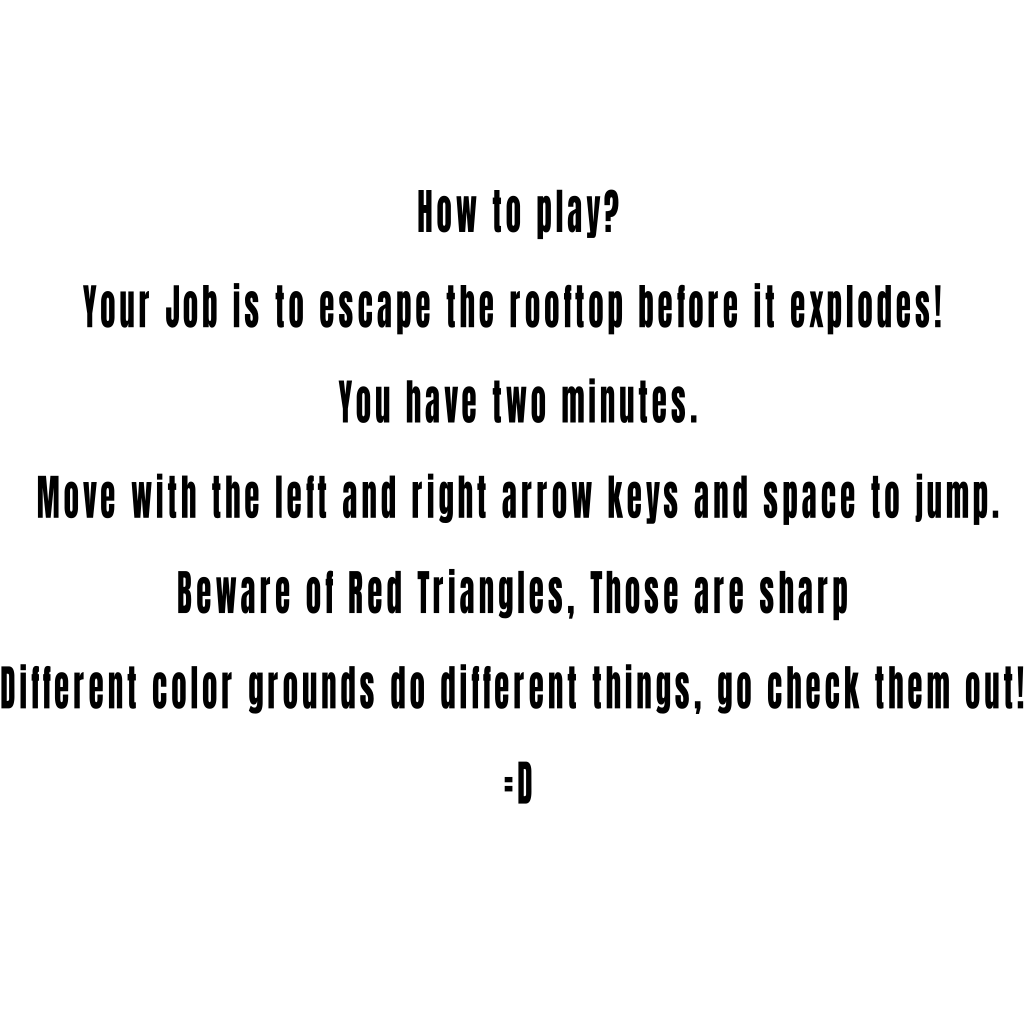 How to play?
Your Job is to escape the rooftop before it explodes!
You have two minutes.
Move with the left and right arrow keys and space to jump.
Beware of Red Triangles, Those are sharp
Different color grounds do different things, go check them out!
=D